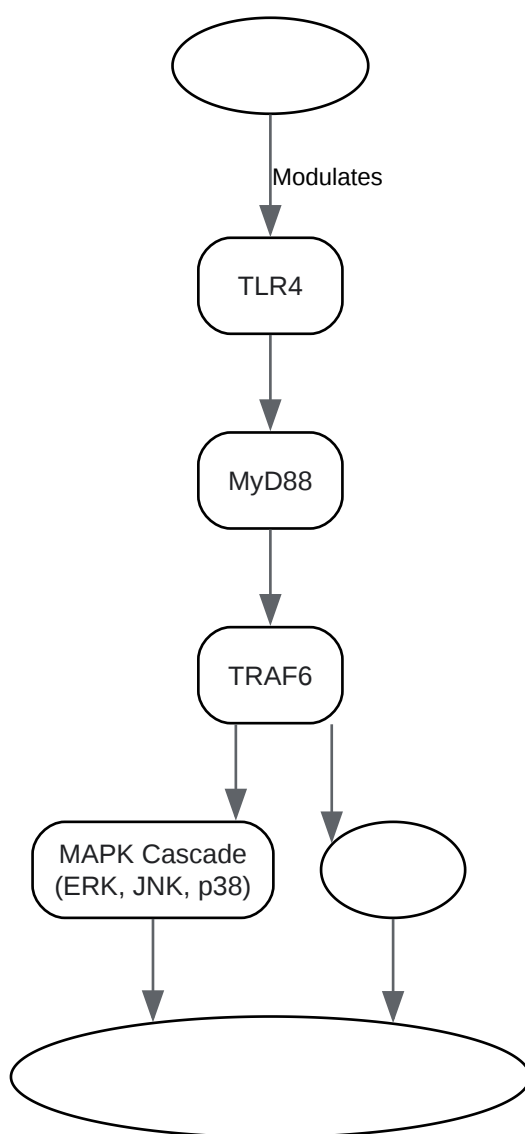 Modulates
TLR4
MyD88
TRAF6
MAPK Cascade
(ERK, JNK, p38)